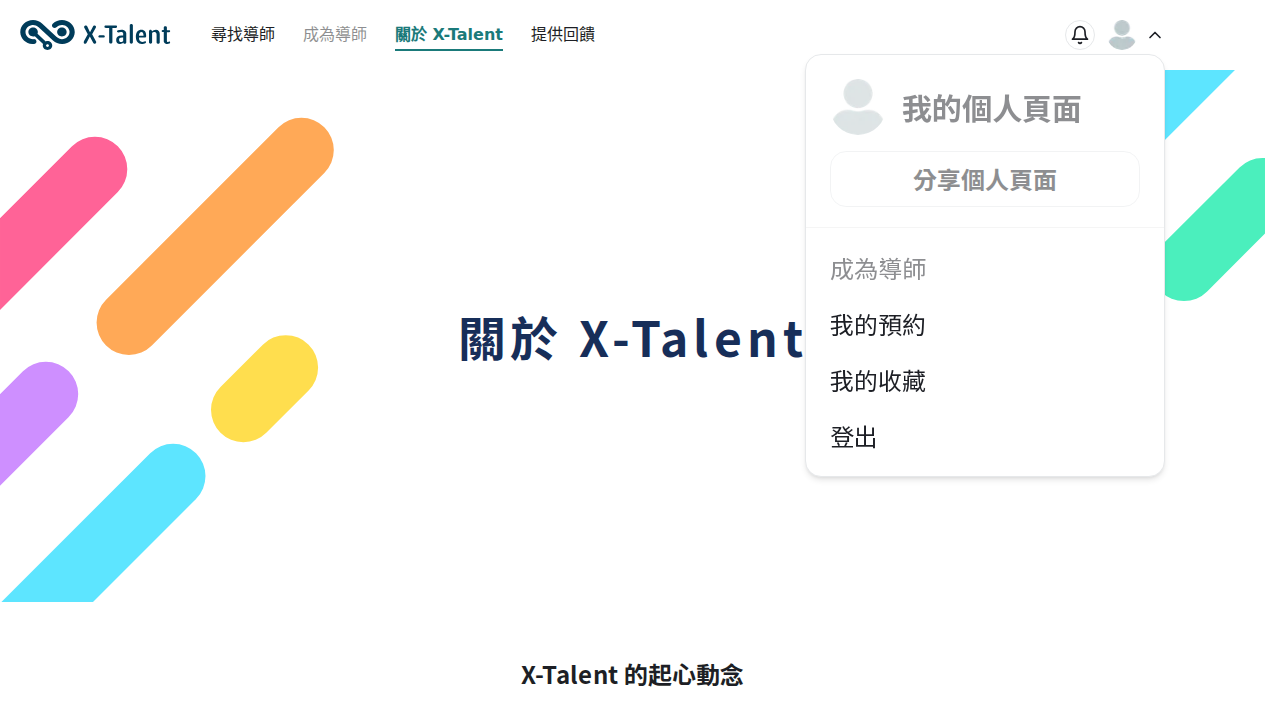 X-Talent
尋找導師
成為導師
關於 X-Talent
提供回饋
我的個人頁面
分享個人頁面
成為導師
我的預約
我的收藏
登出
關於 X-Talent
X-Talent 的起心動念